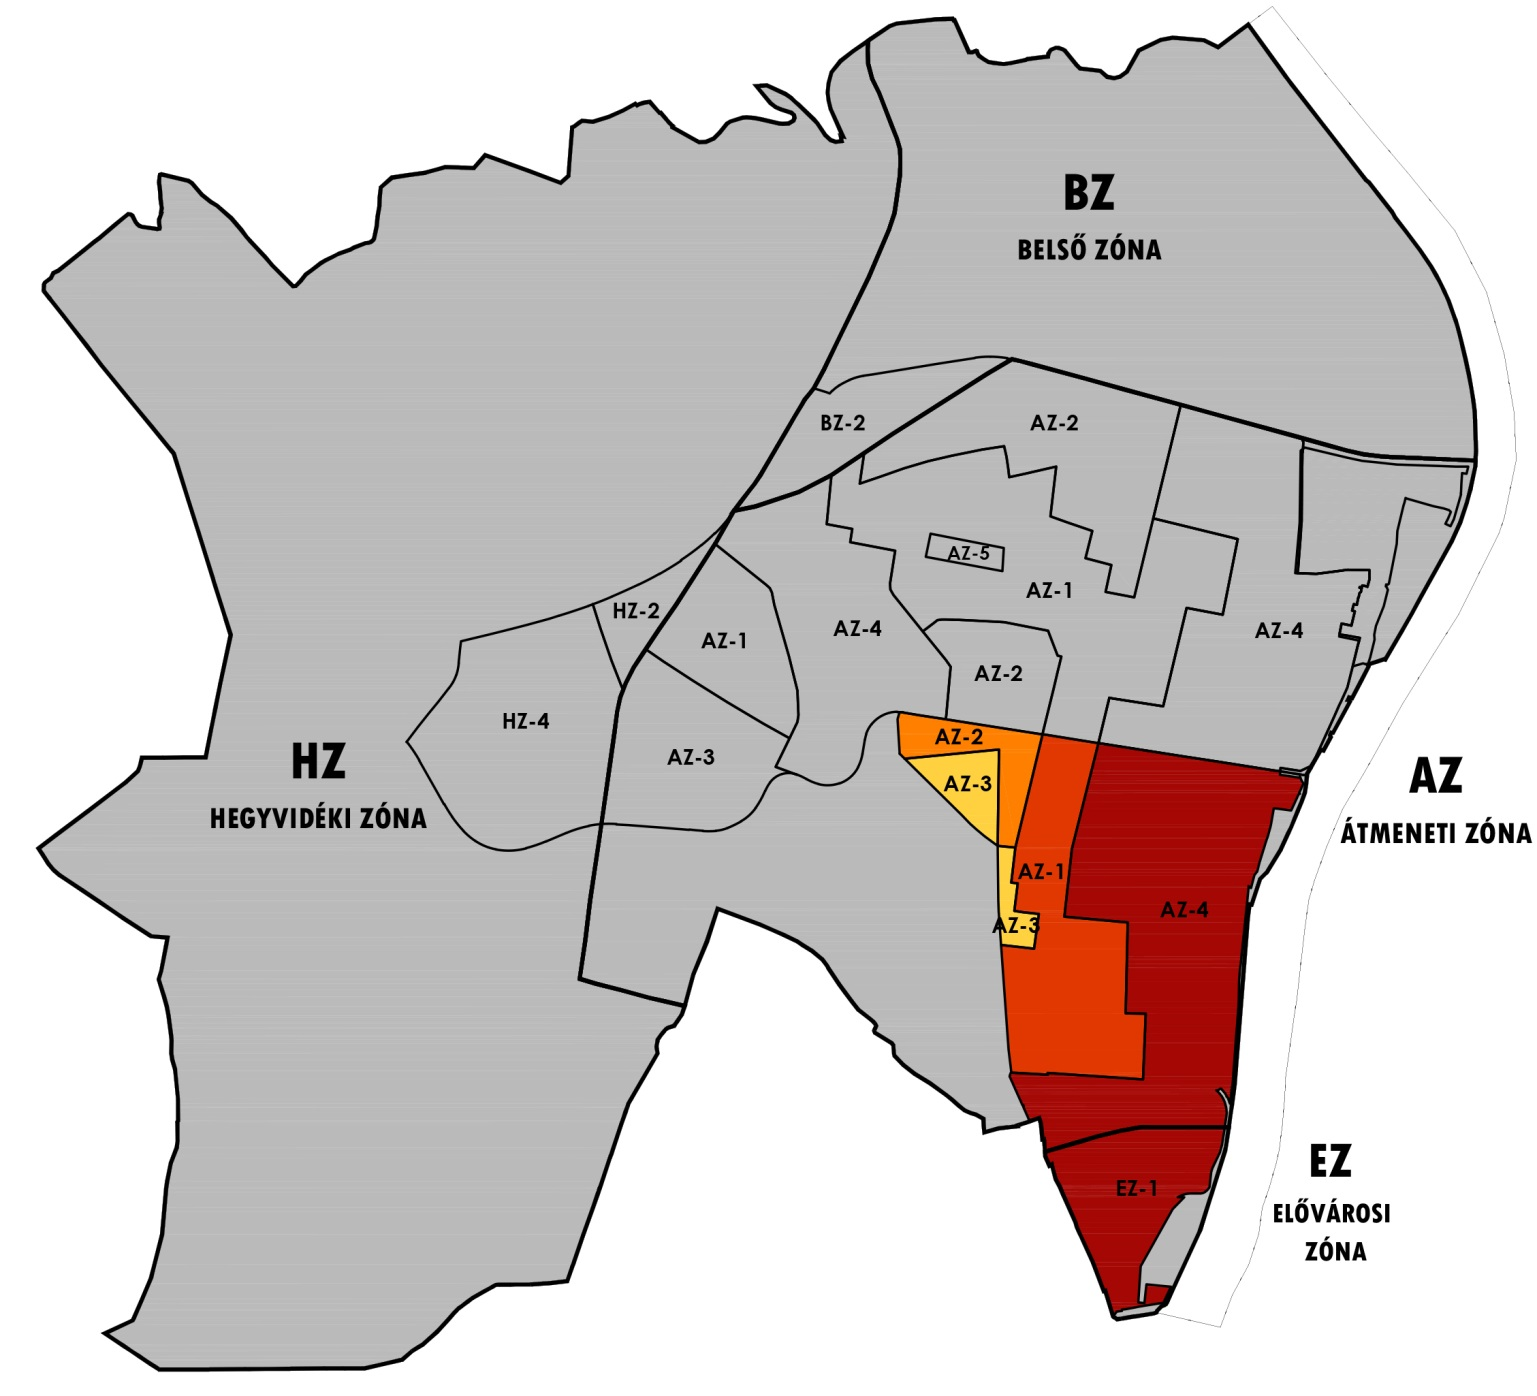 BZ
BELSŐ ZÓNA
BZ-2
AZ-2
AZ-5
AZ-1
HZ-2
AZ-1
AZ-4
AZ-4
AZ-2
HZ-4
AZ-3
AZ-2
HZ
HEGYVIDÉKI ZÓNA
AZ-3
AZ
ÁTMENETI ZÓNA
AZ-1
AZ-4
AZ-3
EZ-1
EZ
ELŐVÁROSI
ZÓNA